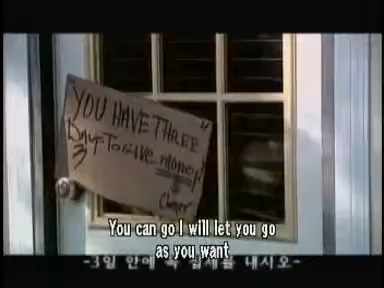 YOU HAVE THREE
3 Days TO GIVE MONEY
You can go I will let you go
as you want
-3일 안에 꼭 집세를 내시오-